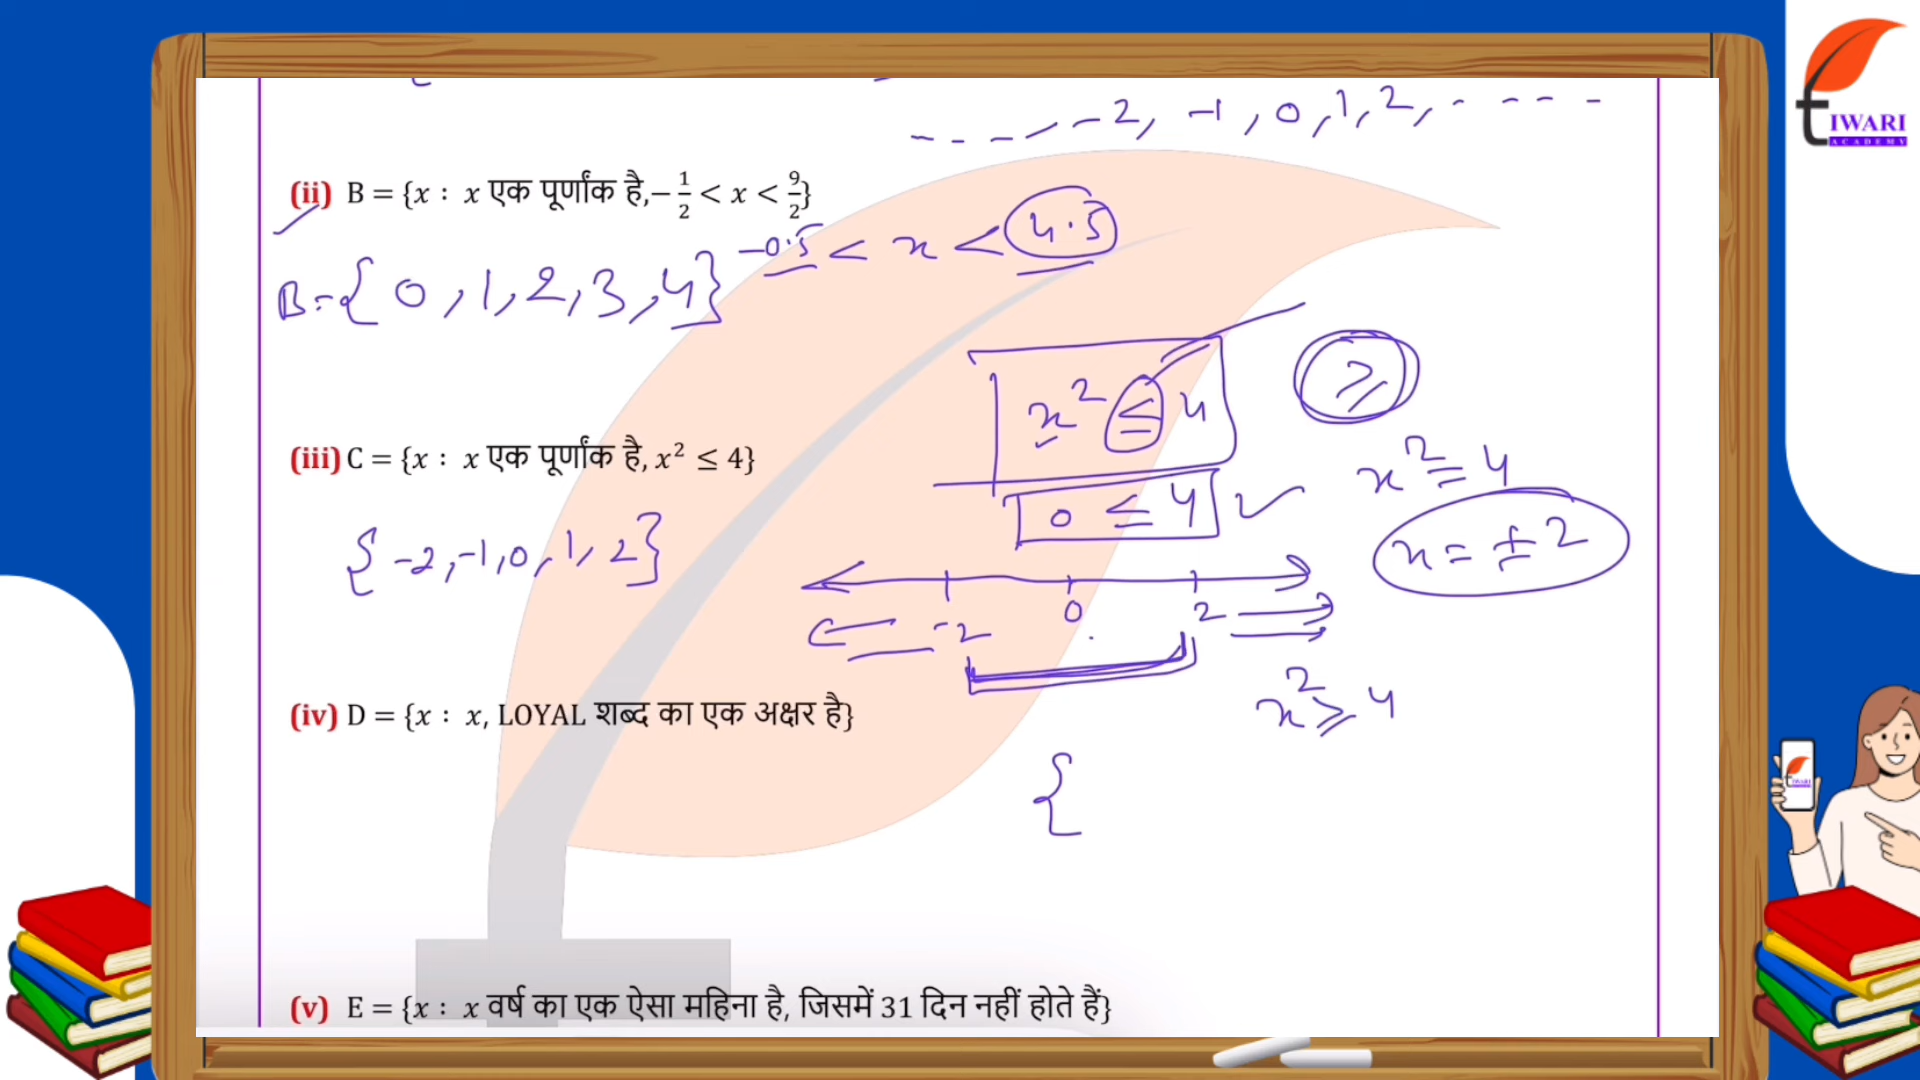 - - - - -2, -1, 0, 1, 2, - - - -
(ii) B = {x : x एक पूर्णांक है, −1/2 < x < 9/2}
-0.5 < x < 4.5
B = {0, 1, 2, 3, 4}
x² ≤ 4
≥
(iii) C = {x : x एक पूर्णांक है, x² ≤ 4}
x² = 4
0 ≤ 4
x = ±2
{-2, -1, 0, 1, 2}
-2 0 2
x² ≥ 4
(iv) D = {x : x, LOYAL शब्द का एक अक्षर है}
{
(v) E = {x : x वर्ष का एक ऐसा महिना है, जिसमें 31 दिन नहीं होते हैं}
tIWARI
ACADEMY